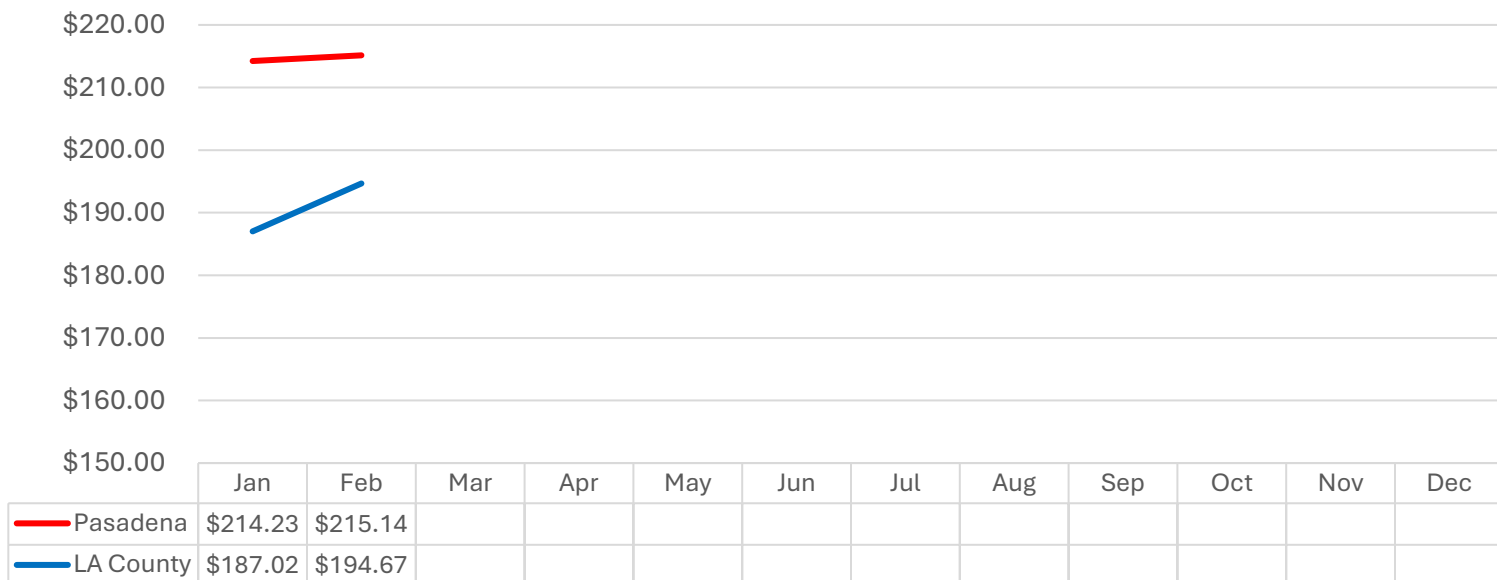 $220.00
$210.00
$200.00
$190.00
$180.00
$170.00
$160.00
$150.00
Jan Feb Mar Apr May Jun Jul Aug Sep Oct Nov Dec
Pasadena $214.23 $215.14
LA County $187.02 $194.67